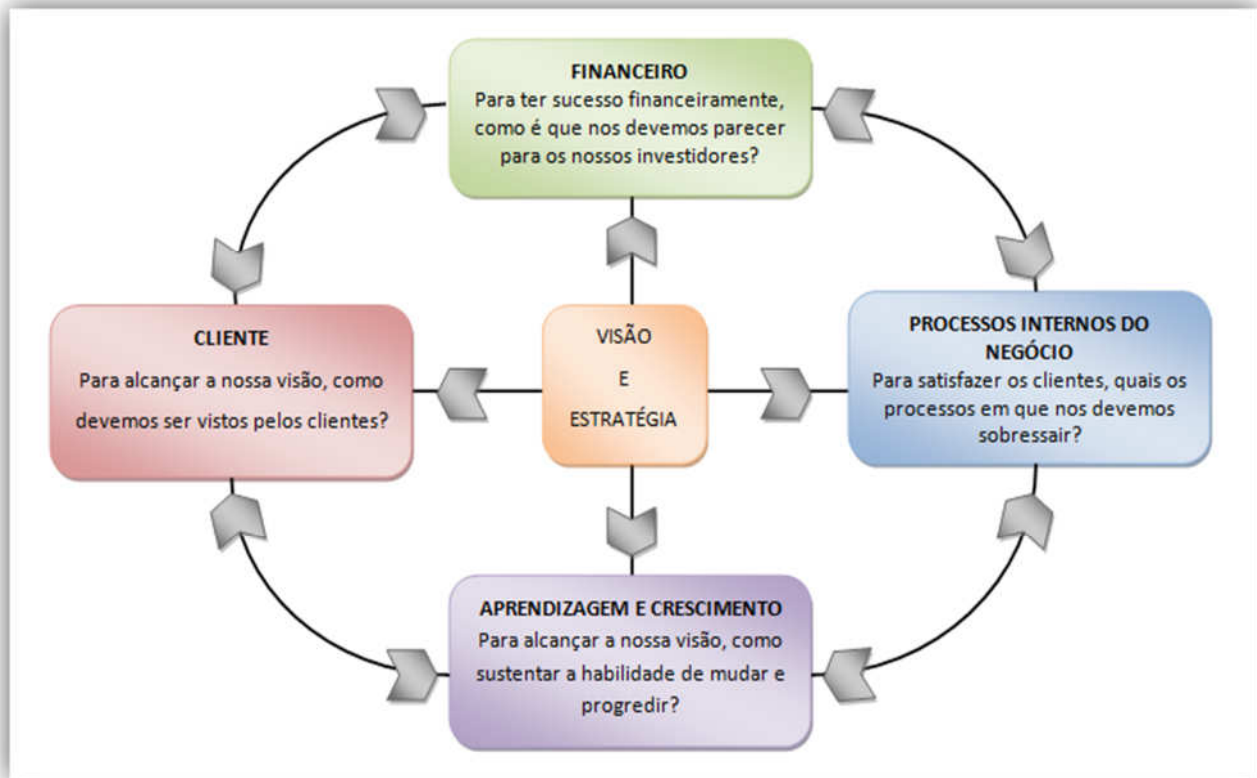 FINANCEIRO
Para ter sucesso financeiramente,
como é que nos devemos parecer
para os nossos investidores?
CLIENTE
Para alcançar a nossa visão, como
devemos ser vistos pelos clientes?
VISÃO
E
ESTRATÉGIA
PROCESSOS INTERNOS DO
NEGÓCIO
Para satisfazer os clientes, quais os
processos em que nos devemos
sobressair?
APRENDIZAGEM E CRESCIMENTO
Para alcançar a nossa visão, como
sustentar a habilidade de mudar e
progredir?